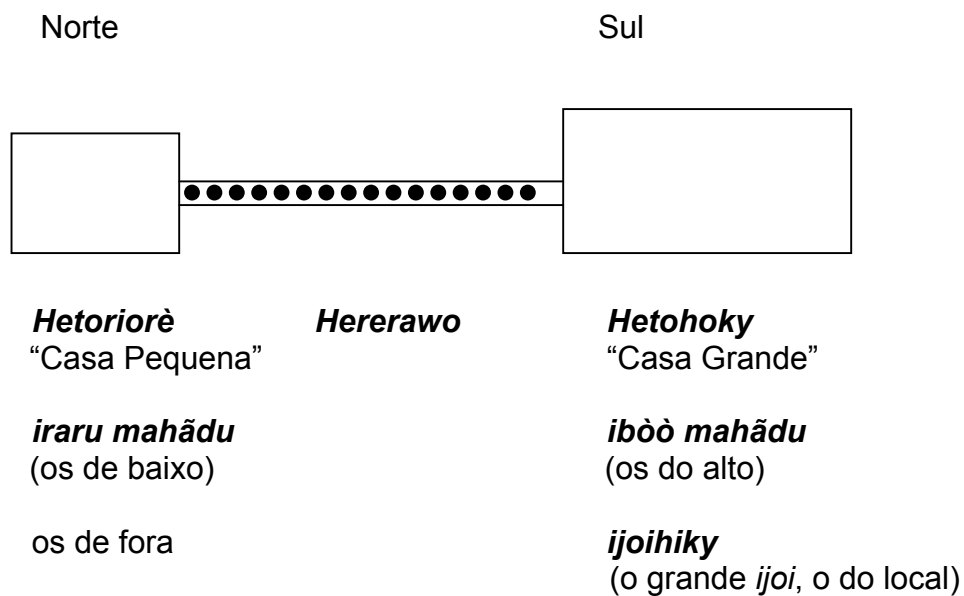 Norte Sul
Hetoriorè Hererawo Hetohoky
“Casa Pequena” “Casa Grande”
iraru mahãdu ibòò mahãdu
(os de baixo) (os do alto)
os de fora ijoihiky
(o grande ijoi, o do local)